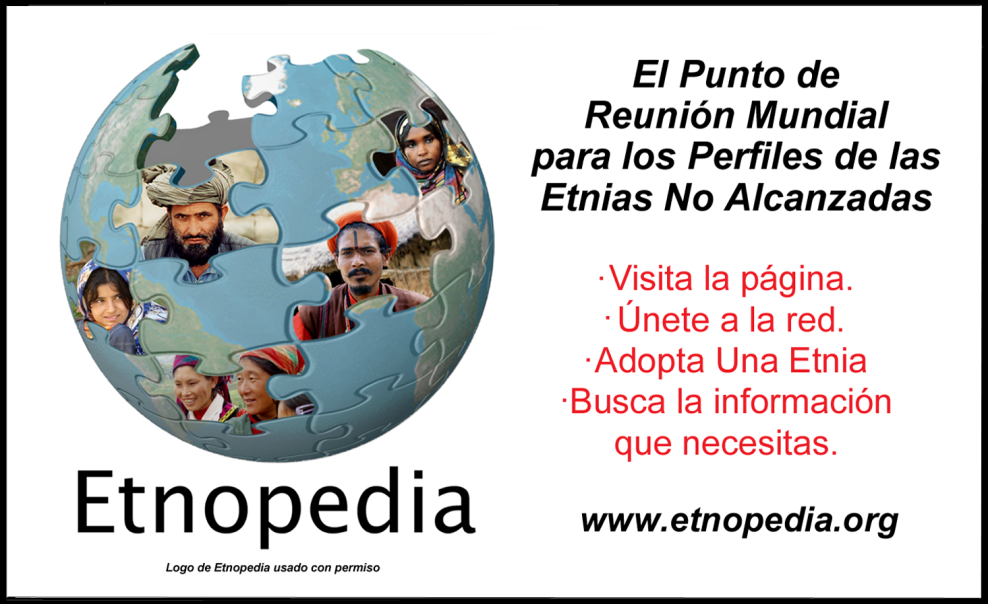 El Punto de
Reunión Mundial
para los Perfiles de las
Etnias No Alcanzadas
·Visita la página.
·Únete a la red.
·Adopta Una Etnia
·Busca la información
que necesitas.
www.etnopedia.org
Etnopedia
Logo de Etnopedia usado con permiso